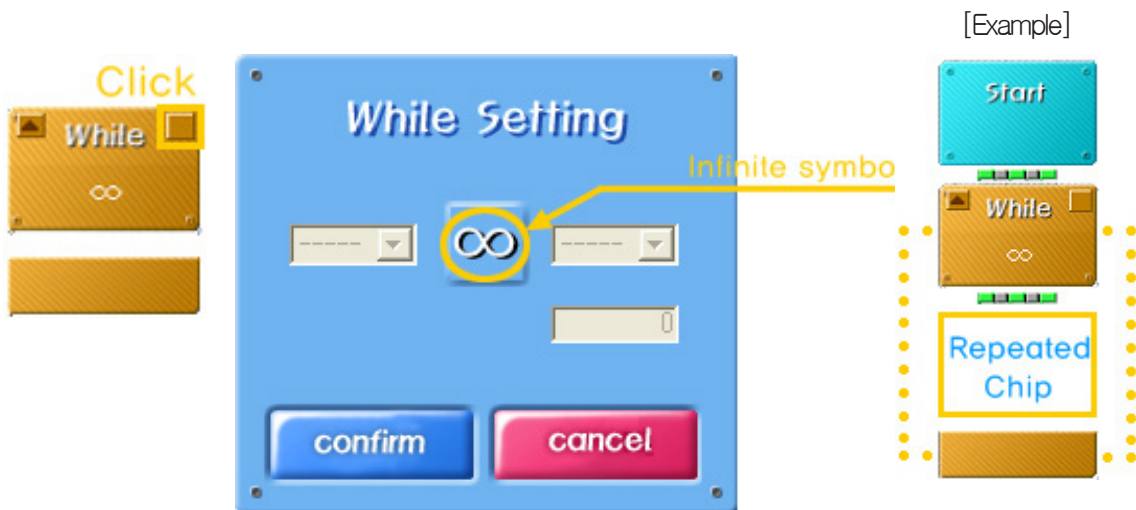 [Example]
Click
While
∞
While Setting
Infinite symbo
-----
∞
-----
0
confirm
cancel
Start
While
∞
Repeated
Chip